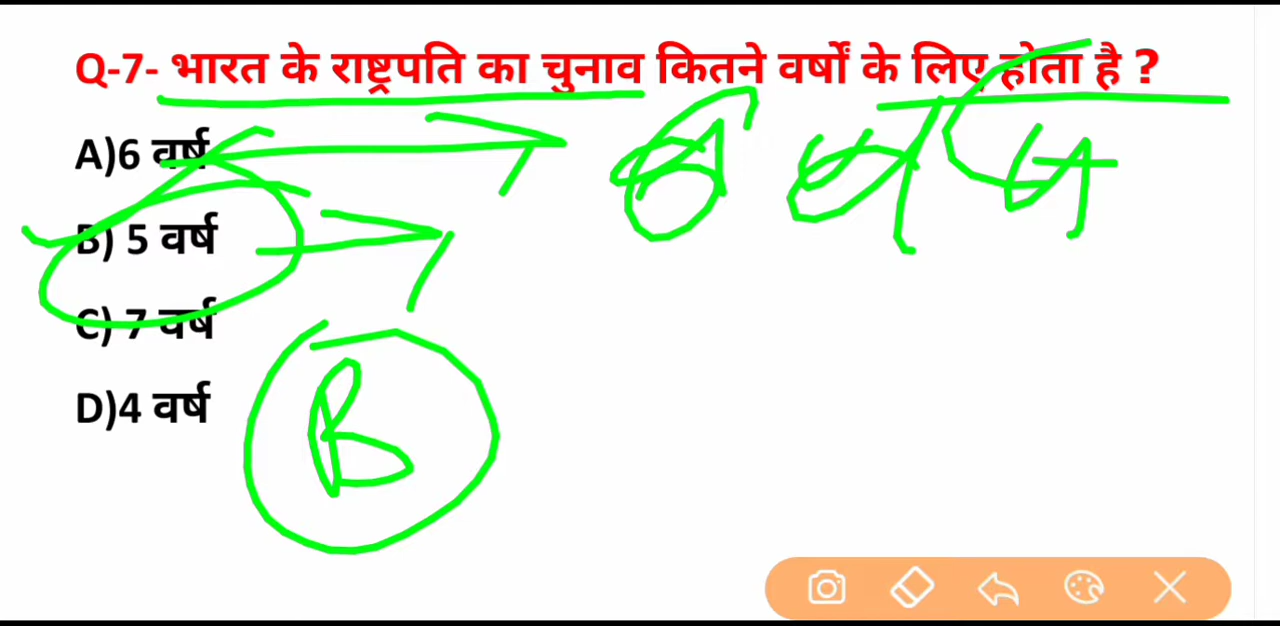 Q-7- भारत के राष्ट्रपति का चुनाव कितने वर्षों के लिए होता है ?
A)6 वर्ष
B) 5 वर्ष
C) 7 वर्ष
D)4 वर्ष
B